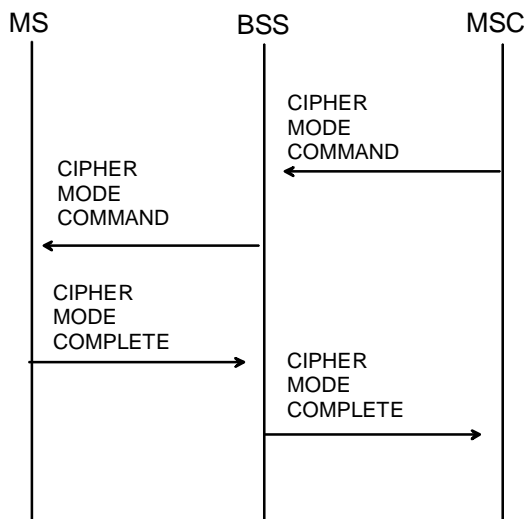 MS BSS MSC
CIPHER
MODE
COMMAND
CIPHER
MODE
COMMAND
CIPHER
MODE
COMPLETE
CIPHER
MODE
COMPLETE